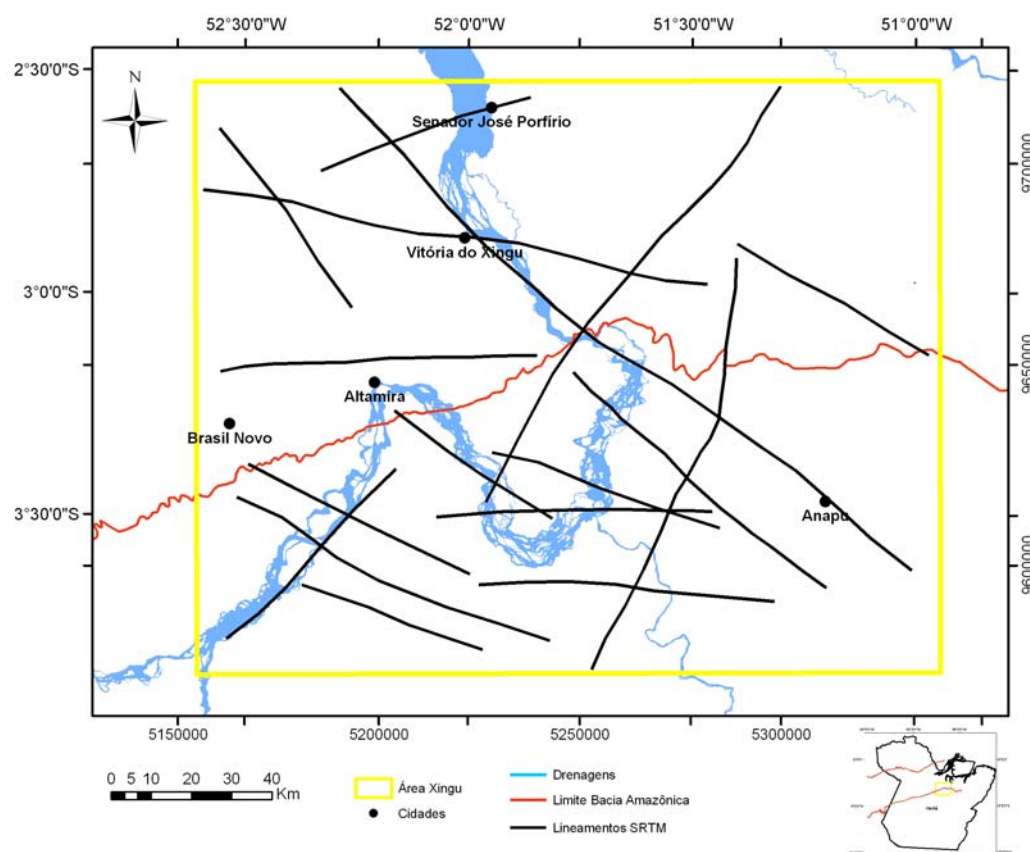 52°30'0"W 52°0'0"W 51°30'0"W 51°0'0"W
2°30'0"S
N
Senador José Porfírio
9700000
Vitória do Xingu
3°0'0"S
9650000
Altamira
Brasil Novo
3°30'0"S
Anapu
9600000
5150000 5200000 5250000 5300000
0 5 10 20 30 40
Km
Área Xingu
Cidades
Drenagens
Limite Bacia Amazônica
Lineamentos SRTM